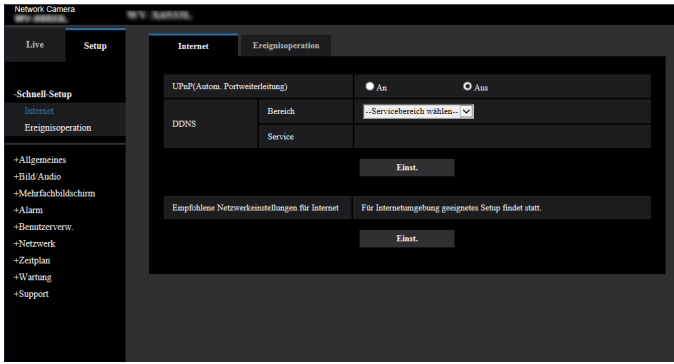 Network Camera
Live
Setup
-Schnell-Setup
Internet
Ereignisoperation
+Allgemeines
+Bild/Audio
+Mehrfachbildschirm
+Alarm
+Benutzerverw.
+Netzwerk
+Zeitplan
+Wartung
+Support
Internet
Ereignisoperation
UPnP(Autom. Portweiterleitung)
An
Aus
DDNS
Bereich
--Servicebereich wählen--
Service
Einst.
Empfohlene Netzwerkeinstellungen für Internet
Für Internetumgebung geeignetes Setup findet statt.
Einst.